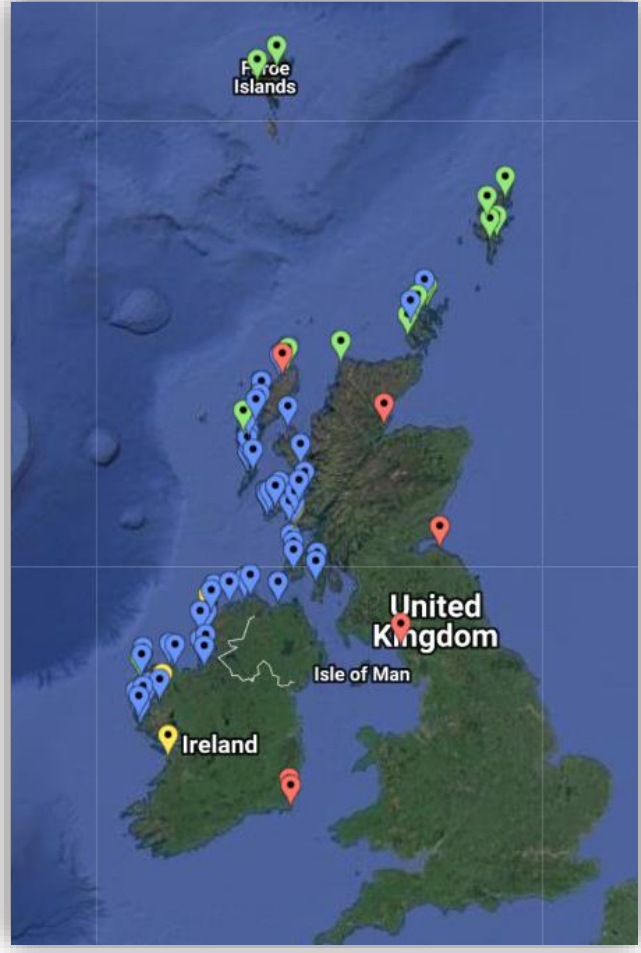 Faroe
Islands
United
Kingdom
Isle of Man
Ireland